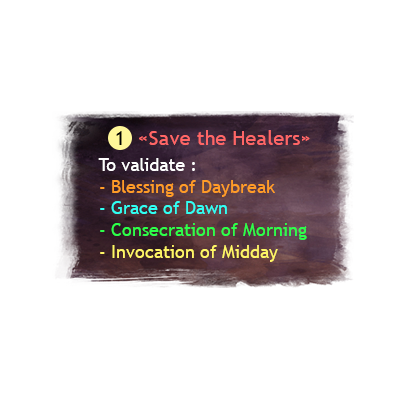 1 «Save the Healers»
To validate :
- Blessing of Daybreak
- Grace of Dawn
- Consecration of Morning
- Invocation of Midday